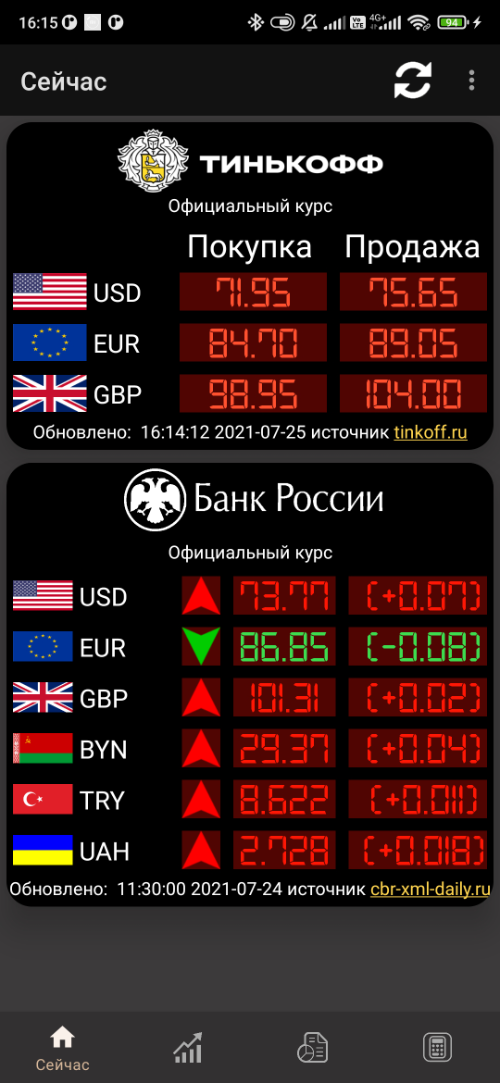 16:15 VoLTE 4G+ 94
Сейчас
ТИНЬКОФФ
Официальный курс
Покупка Продажа
USD 71.95 75.65
EUR 84.70 89.05
GBP 98.95 104.00
Обновлено: 16:14:12 2021-07-25 источник tinkoff.ru
Банк России
Официальный курс
USD 73.77 (+0.07)
EUR 86.85 (-0.08)
GBP 101.31 (+0.02)
BYN 29.37 (+0.04)
TRY 8.622 (+0.011)
UAH 2.728 (+0.018)
Обновлено: 11:30:00 2021-07-24 источник cbr-xml-daily.ru
Сейчас